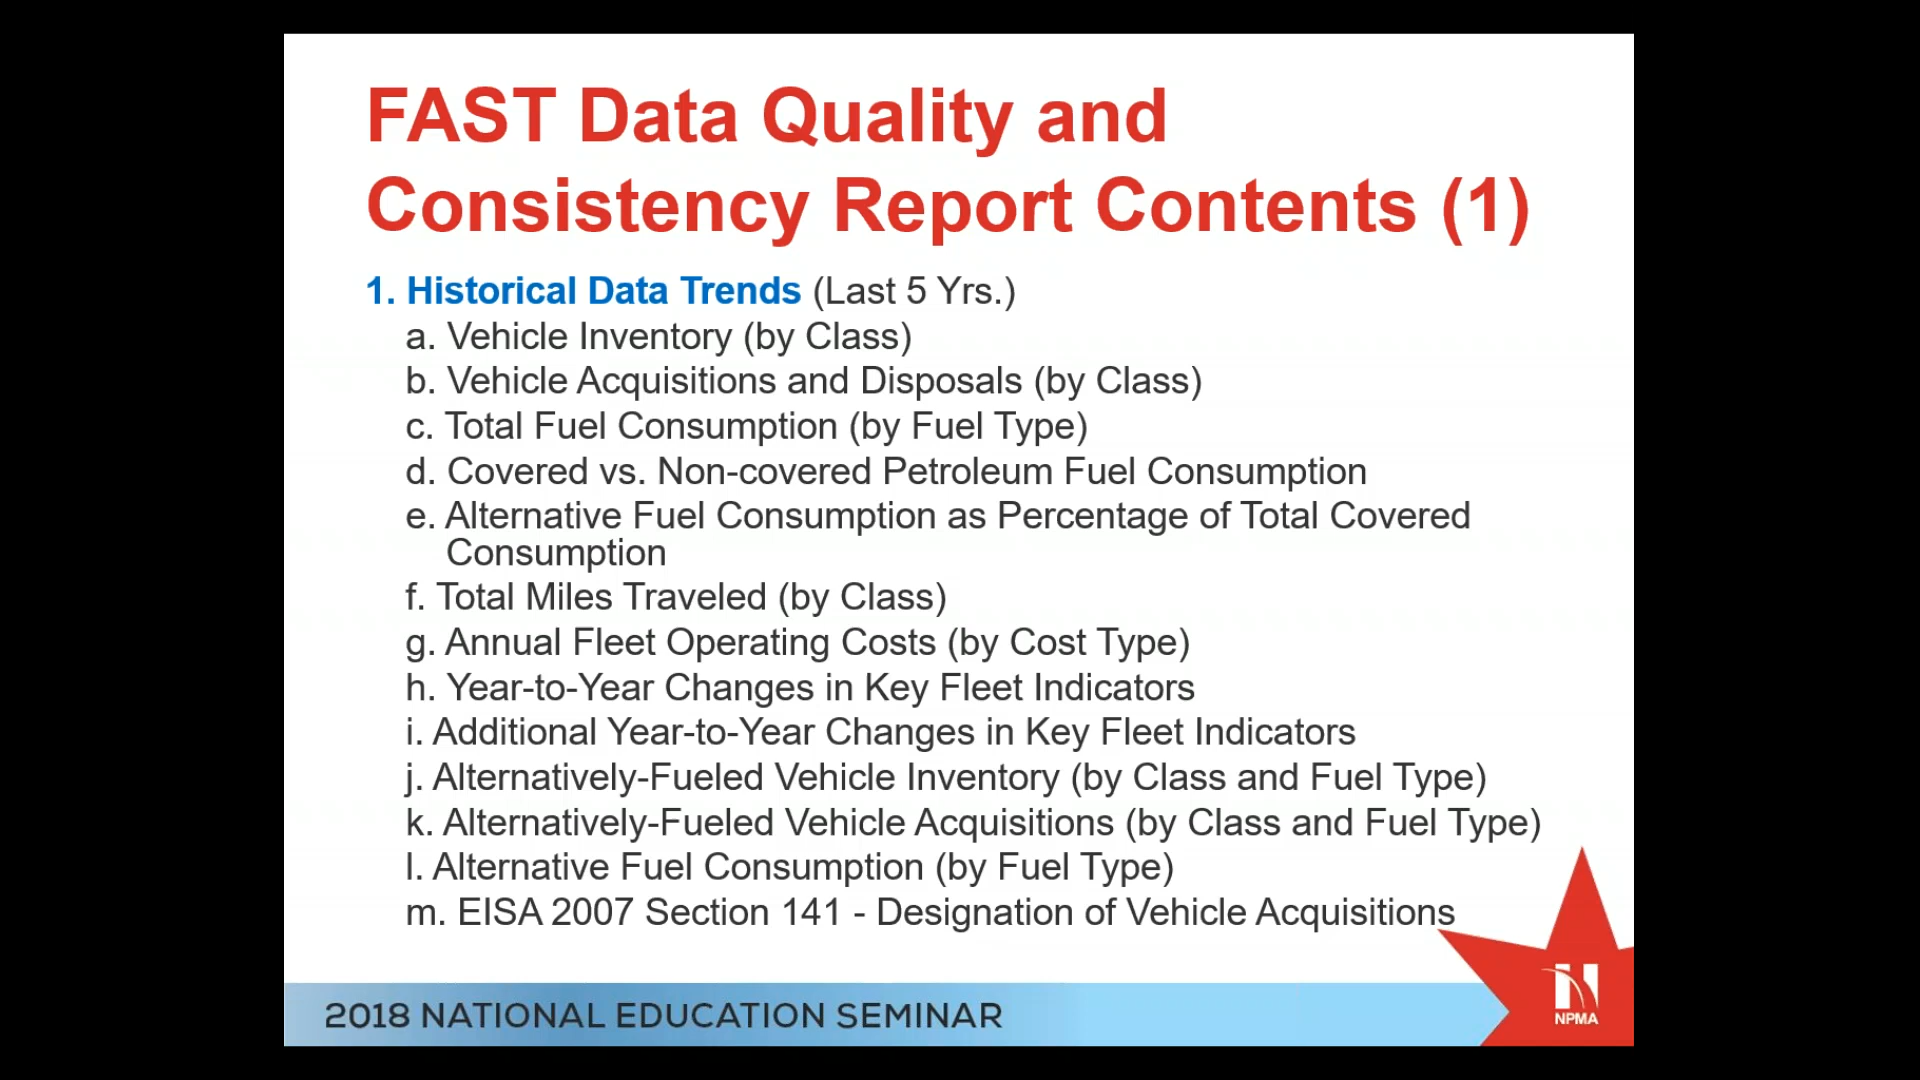 FAST Data Quality and
Consistency Report Contents (1)
1. Historical Data Trends (Last 5 Yrs.)
a. Vehicle Inventory (by Class)
b. Vehicle Acquisitions and Disposals (by Class)
c. Total Fuel Consumption (by Fuel Type)
d. Covered vs. Non-covered Petroleum Fuel Consumption
e. Alternative Fuel Consumption as Percentage of Total Covered
Consumption
f. Total Miles Traveled (by Class)
g. Annual Fleet Operating Costs (by Cost Type)
h. Year-to-Year Changes in Key Fleet Indicators
i. Additional Year-to-Year Changes in Key Fleet Indicators
j. Alternatively-Fueled Vehicle Inventory (by Class and Fuel Type)
k. Alternatively-Fueled Vehicle Acquisitions (by Class and Fuel Type)
l. Alternative Fuel Consumption (by Fuel Type)
m. EISA 2007 Section 141 - Designation of Vehicle Acquisitions
2018 NATIONAL EDUCATION SEMINAR
NPMA